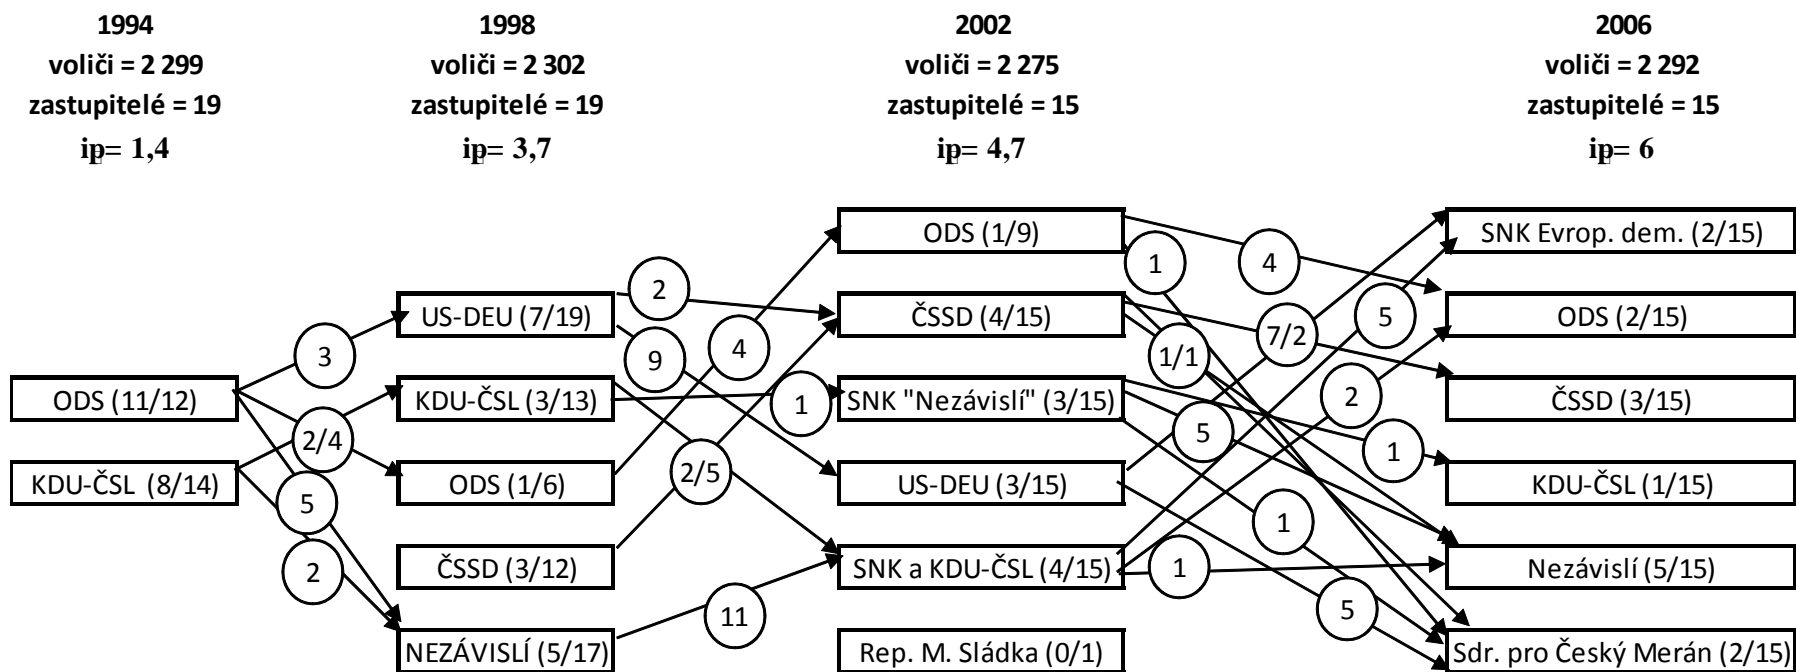 1994 1998 2002 2006
voliči = 2 299 voliči = 2 302 voliči = 2 275 voliči = 2 292
zastupitelé = 19 zastupitelé = 19 zastupitelé = 15 zastupitelé = 15
ip= 1,4 ip= 3,7 ip= 4,7 ip= 6
ODS (1/9) SNK Evrop. dem. (2/15)
1 4
2
US-DEU (7/19) ČSSD (4/15) 5 ODS (2/15)
7/2
3 9 4 1/1
ODS (11/12) KDU-ČSL (3/13) 1 SNK "Nezávislí" (3/15) 2 ČSSD (3/15)
2/4 5 1
KDU-ČSL (8/14) ODS (1/6) 2/5 US-DEU (3/15) KDU-ČSL (1/15)
5 1
2 ČSSD (3/12) SNK a KDU-ČSL (4/15) 1 Nezávislí (5/15)
11 5
NEZÁVISLÍ (5/17) Rep. M. Sládka (0/1) Sdr. pro Český Merán (2/15)